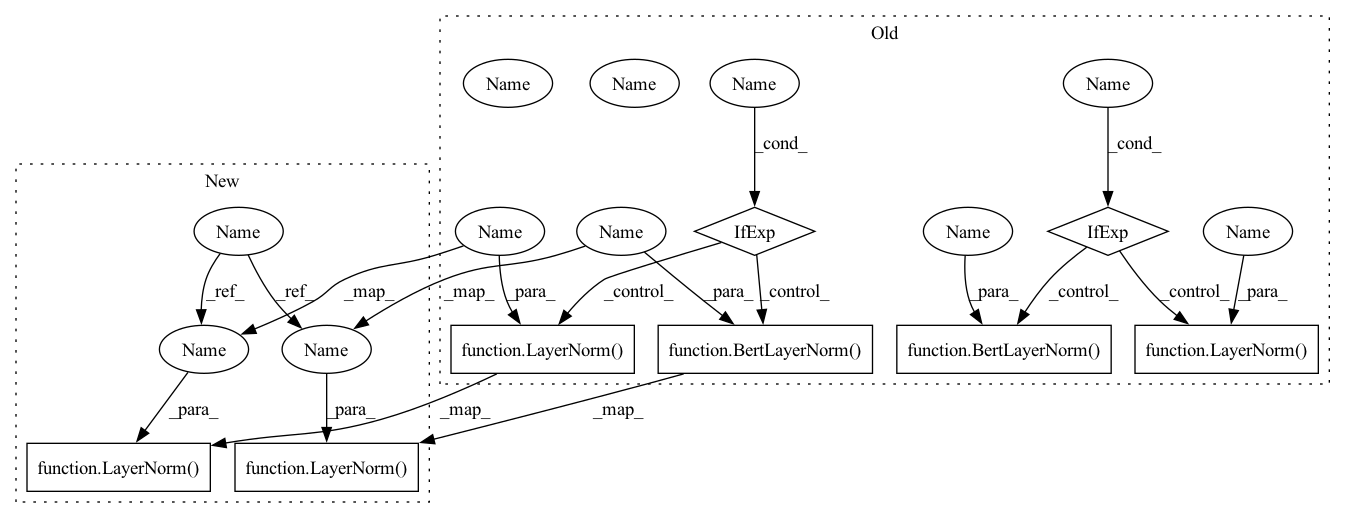 Old
Name Name Name Name
_cond_ _cond_
New
Name Name Name IfExp Name IfExp Name
_ref_ _ref_ _map_ _map_ _para_ _control_ _para_ _control_ _para_ _control_ _control_ _para_
Name Name function.LayerNorm() function.BertLayerNorm() function.BertLayerNorm() function.LayerNorm()
_para_ _para_ _map_ _map_
function.LayerNorm() function.LayerNorm()